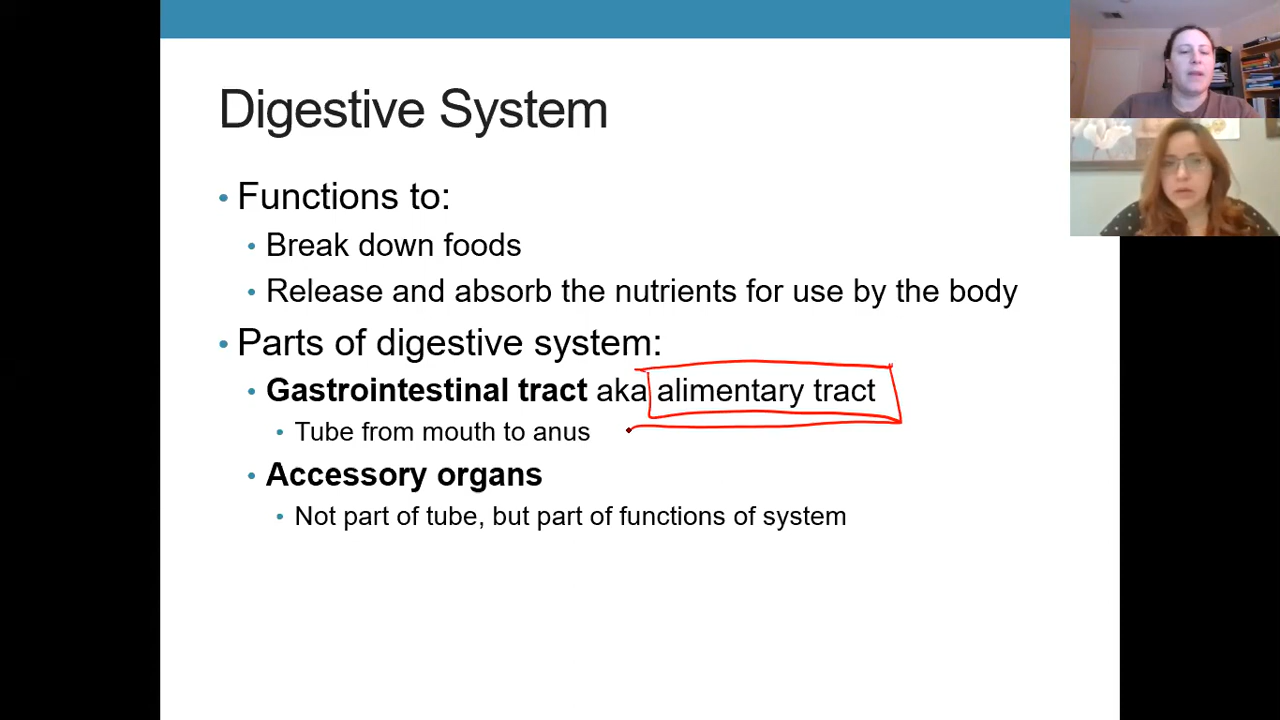 Digestive System
• Functions to:
• Break down foods
• Release and absorb the nutrients for use by the body
• Parts of digestive system:
• Gastrointestinal tract aka alimentary tract
• Tube from mouth to anus
• Accessory organs
• Not part of tube, but part of functions of system